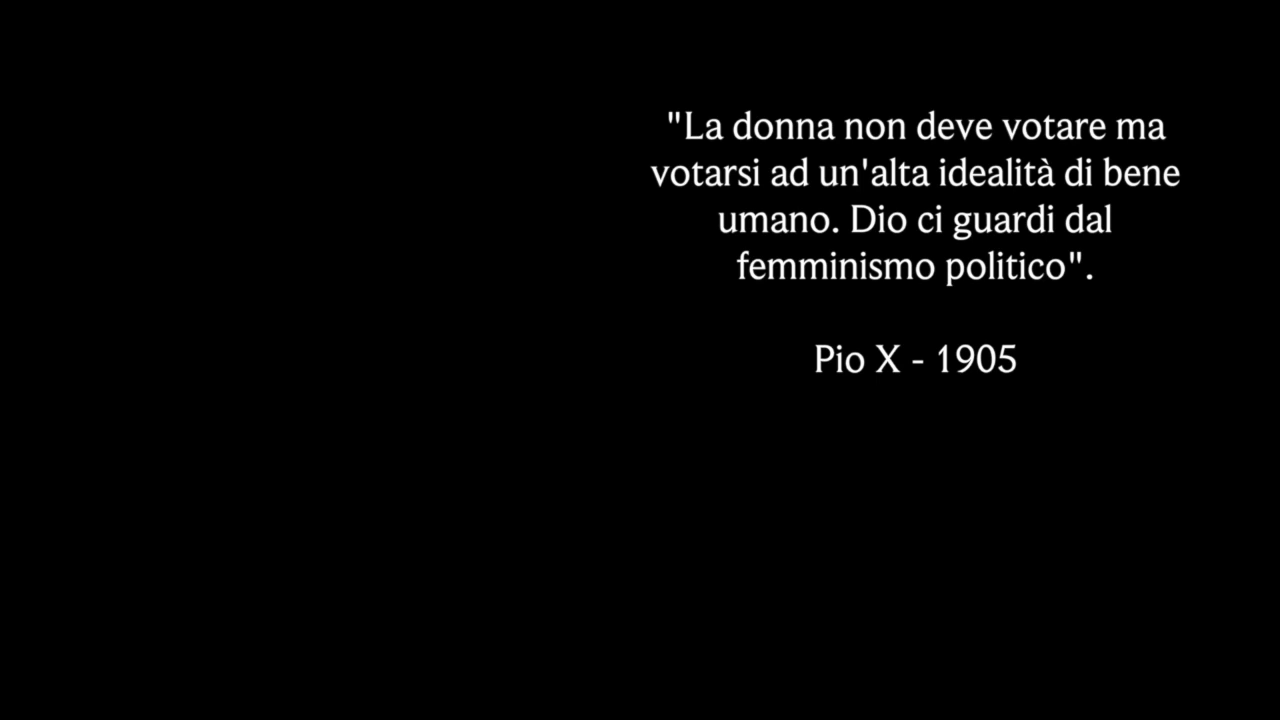 "La donna non deve votare ma
votarsi ad un'alta idealità di bene
umano. Dio ci guardi dal
femminismo politico".
Pio X - 1905